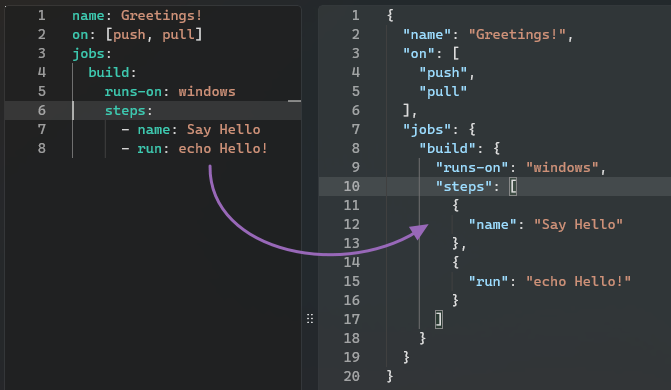 1 name: Greetings!
2 on: [push, pull]
3 jobs:
4   build:
5     runs-on: windows
6     steps:
7       - name: Say Hello
8       - run: echo Hello!
1 {
2   "name": "Greetings!",
3   "on": [
4     "push",
5     "pull"
6   ],
7   "jobs": {
8     "build": {
9       "runs-on": "windows",
10       "steps": [
11         {
12           "name": "Say Hello"
13         },
14         {
15           "run": "echo Hello!"
16         }
17       ]
18     }
19   }
20 }